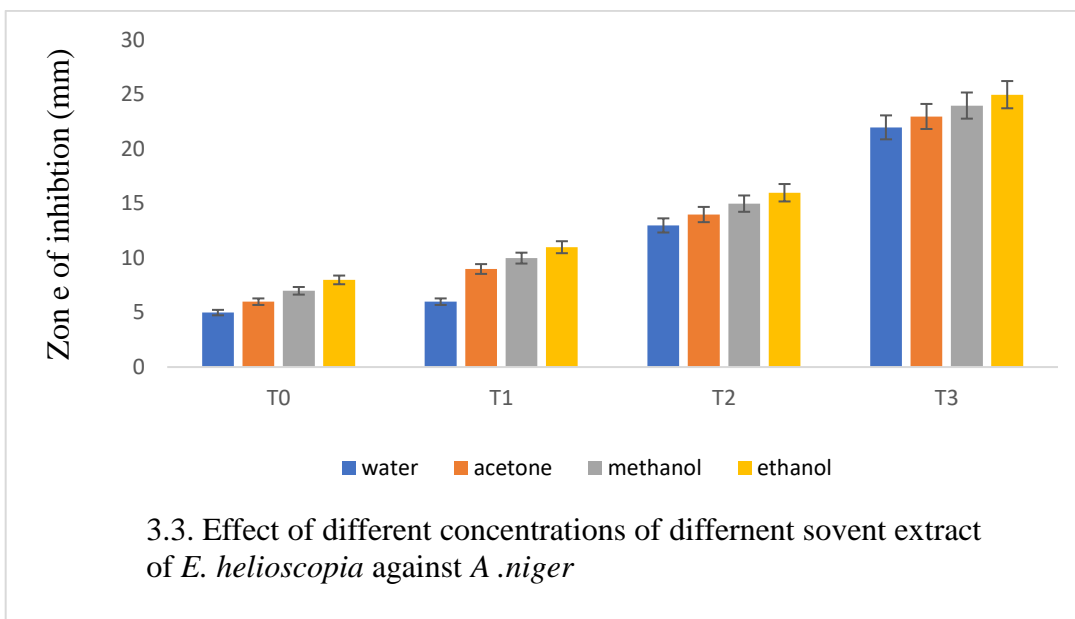 30
25
20
15
10
5
0
Zon e of inhibtion (mm)
T0 T1 T2 T3
water acetone methanol ethanol
3.3. Effect of different concentrations of differnent sovent extract
of E. helioscopia against A .niger